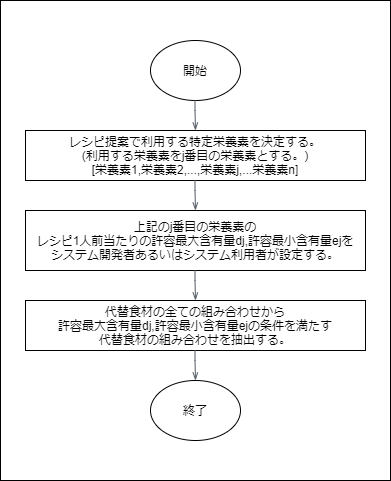 開始
レシピ提案で利用する特定栄養素を決定する。
(利用する栄養素をj番目の栄養素とする。)
[栄養素1,栄養素2,...,栄養素j,...栄養素n]
上記のj番目の栄養素の
レシピ1人前当たりの許容最大含有量dj,許容最小含有量ejを
システム開発者あるいはシステム利用者が設定する。
代替食材の全ての組み合わせから
許容最大含有量dj,許容最小含有量ejの条件を満たす
代替食材の組み合わせを抽出する。
終了